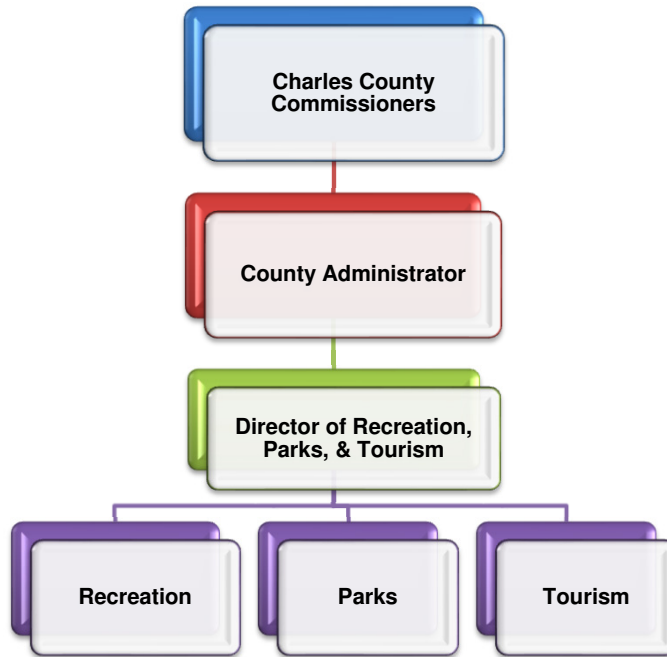 Charles County
Commissioners
County Administrator
Director of Recreation,
Parks, & Tourism
Recreation
Parks
Tourism